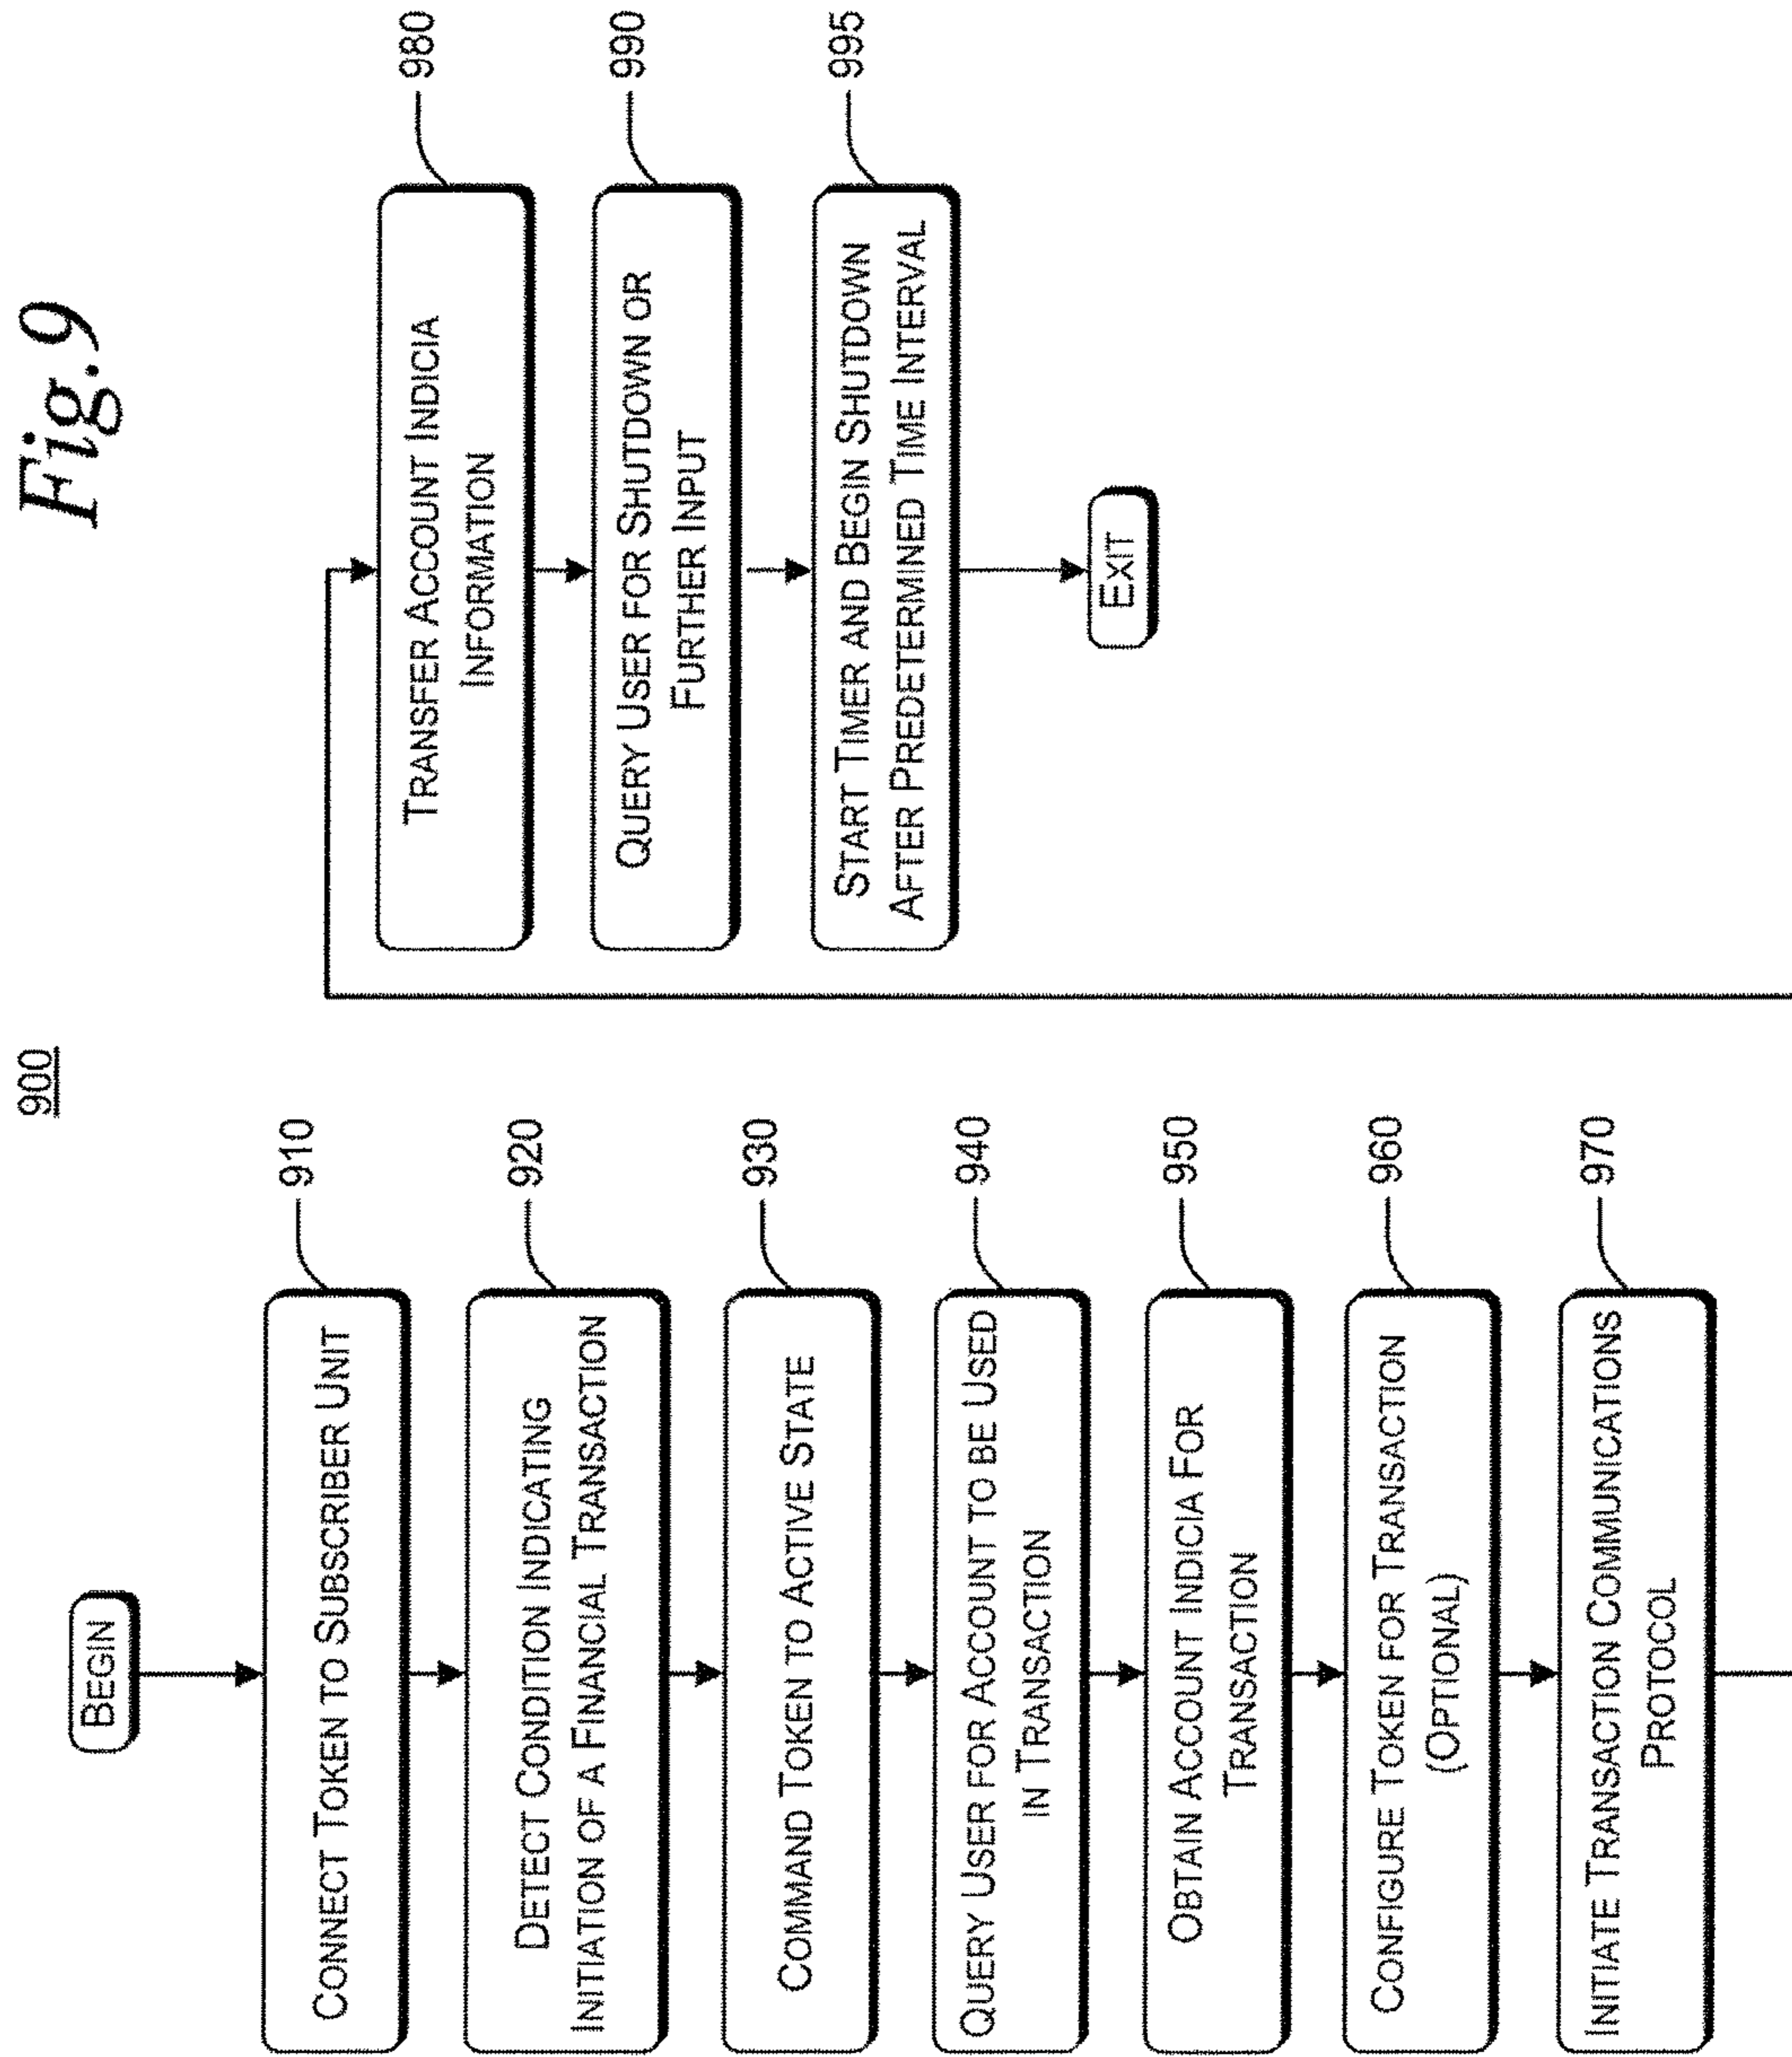 Fig. 9
900
BEGIN
CONNECT TOKEN TO SUBSCRIBER UNIT
910
DETECT CONDITION INDICATING
INITIATION OF A FINANCIAL TRANSACTION
920
COMMAND TOKEN TO ACTIVE STATE
930
QUERY USER FOR ACCOUNT TO BE USED
IN TRANSACTION
940
OBTAIN ACCOUNT INDICIA FOR
TRANSACTION
950
CONFIGURE TOKEN FOR TRANSACTION
(OPTIONAL)
960
INITIATE TRANSACTION COMMUNICATIONS
PROTOCOL
970
TRANSFER ACCOUNT INDICIA
INFORMATION
980
QUERY USER FOR SHUTDOWN OR
FURTHER INPUT
990
START TIMER AND BEGIN SHUTDOWN
AFTER PREDETERMINED TIME INTERVAL
995
EXIT